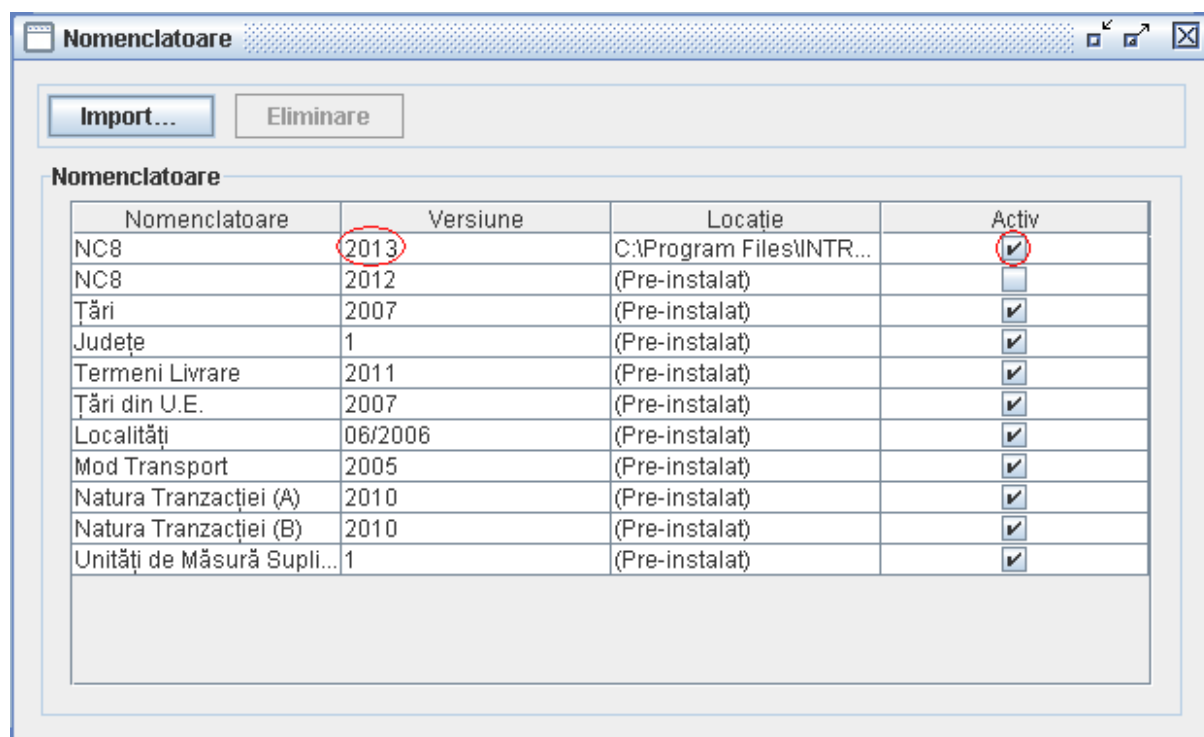 Nomenclatoare
Import... Eliminare
Nomenclatoare
Nomenclatoare Versiune Locație Activ
NC8 2013 C:\Program Files\INTR...
NC8 2012 (Pre-instalat)
Țări 2007 (Pre-instalat)
Județe 1 (Pre-instalat)
Termeni Livrare 2011 (Pre-instalat)
Țări din U.E. 2007 (Pre-instalat)
Localități 06/2006 (Pre-instalat)
Mod Transport 2005 (Pre-instalat)
Natura Tranzacției (A) 2010 (Pre-instalat)
Natura Tranzacției (B) 2010 (Pre-instalat)
Unități de Măsură Supli... 1 (Pre-instalat)